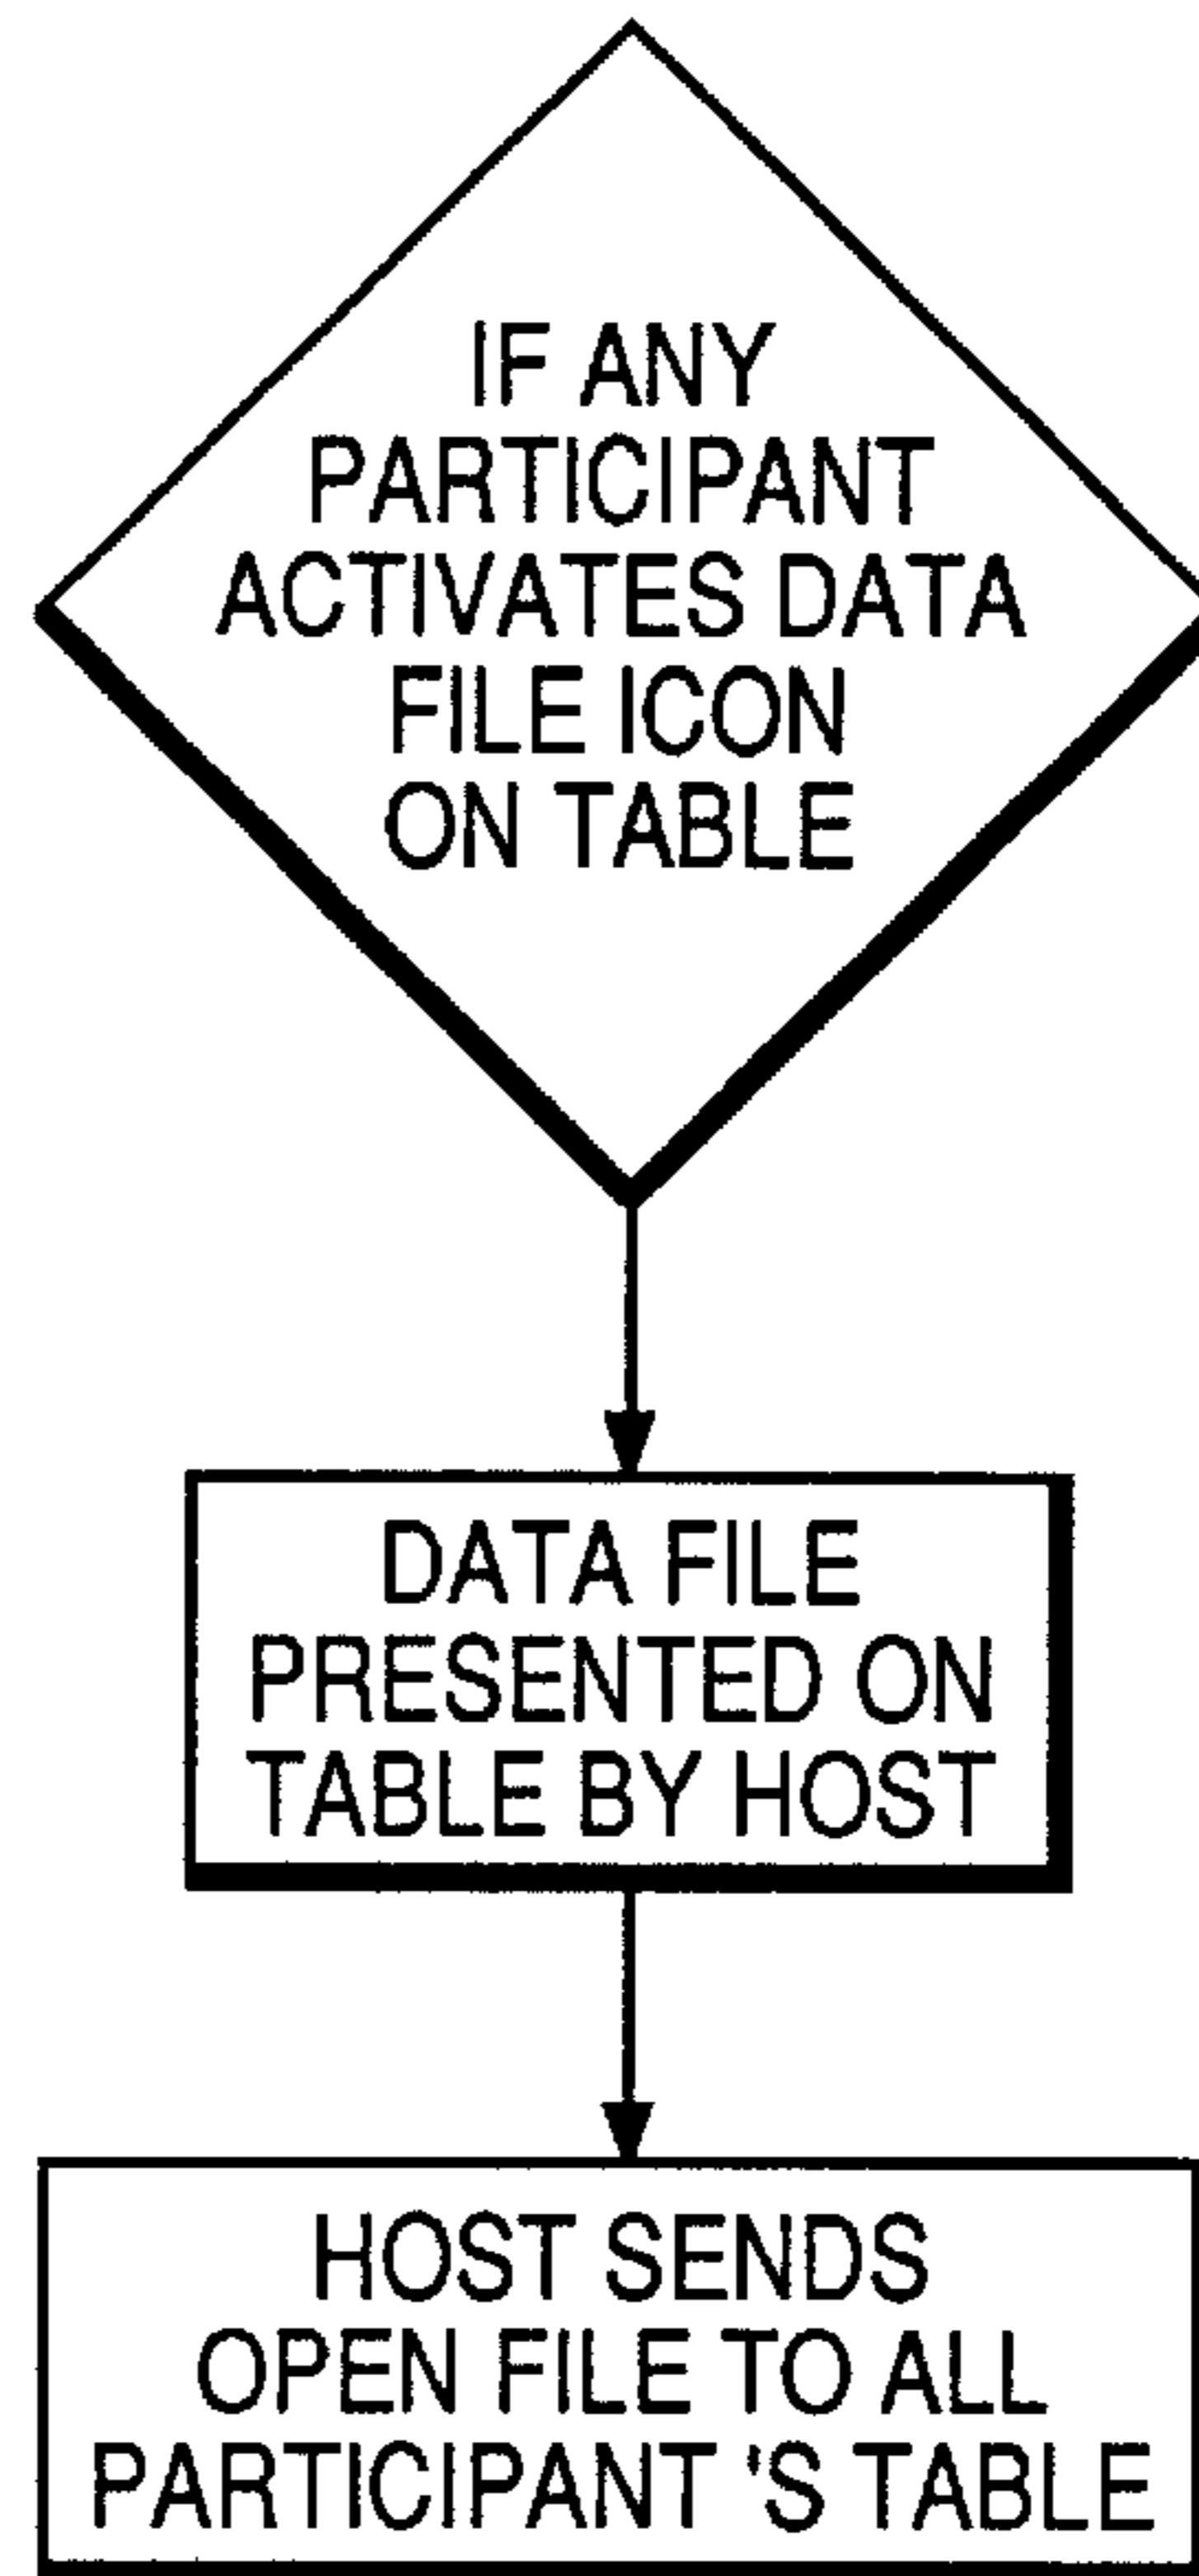 IF ANY
PARTICIPANT
ACTIVATES DATA
FILE ICON
ON TABLE
DATA FILE
PRESENTED ON
TABLE BY HOST
HOST SENDS
OPEN FILE TO ALL
PARTICIPANT 'S TABLE